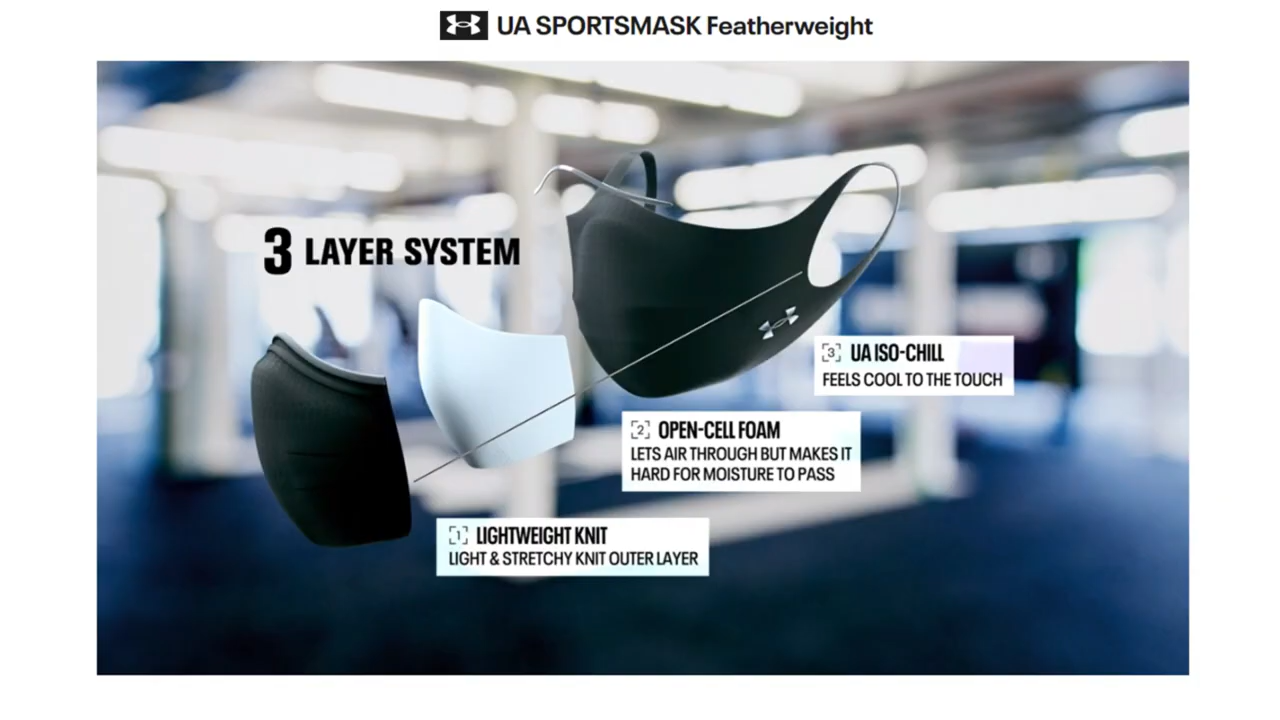 UA SPORTSMASK Featherweight
3 LAYER SYSTEM
[3] UA ISO-CHILL
FEELS COOL TO THE TOUCH
[2] OPEN-CELL FOAM
LETS AIR THROUGH BUT MAKES IT
HARD FOR MOISTURE TO PASS
[1] LIGHTWEIGHT KNIT
LIGHT & STRETCHY KNIT OUTER LAYER